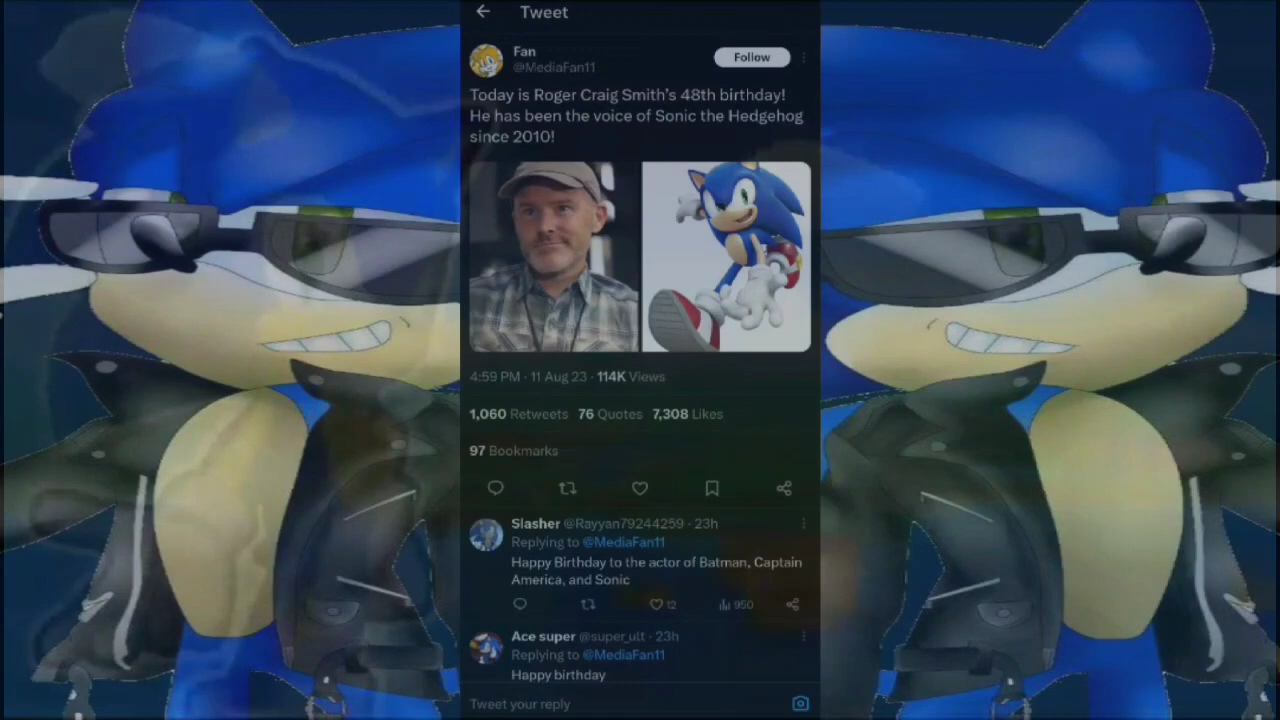 Tweet
Fan
@MediaFan11
Follow
Today is Roger Craig Smith's 48th birthday!
He has been the voice of Sonic the Hedgehog
since 2010!
4:59 PM · 11 Aug 23 · 114K Views
1,060 Retweets 76 Quotes 7,308 Likes
97 Bookmarks
Slasher @Rayyan79244259 · 23h
Replying to @MediaFan11
Happy Birthday to the actor of Batman, Captain
America, and Sonic
12 950
Ace super @super_ult · 23h
Replying to @MediaFan11
Happy birthday
Tweet your reply